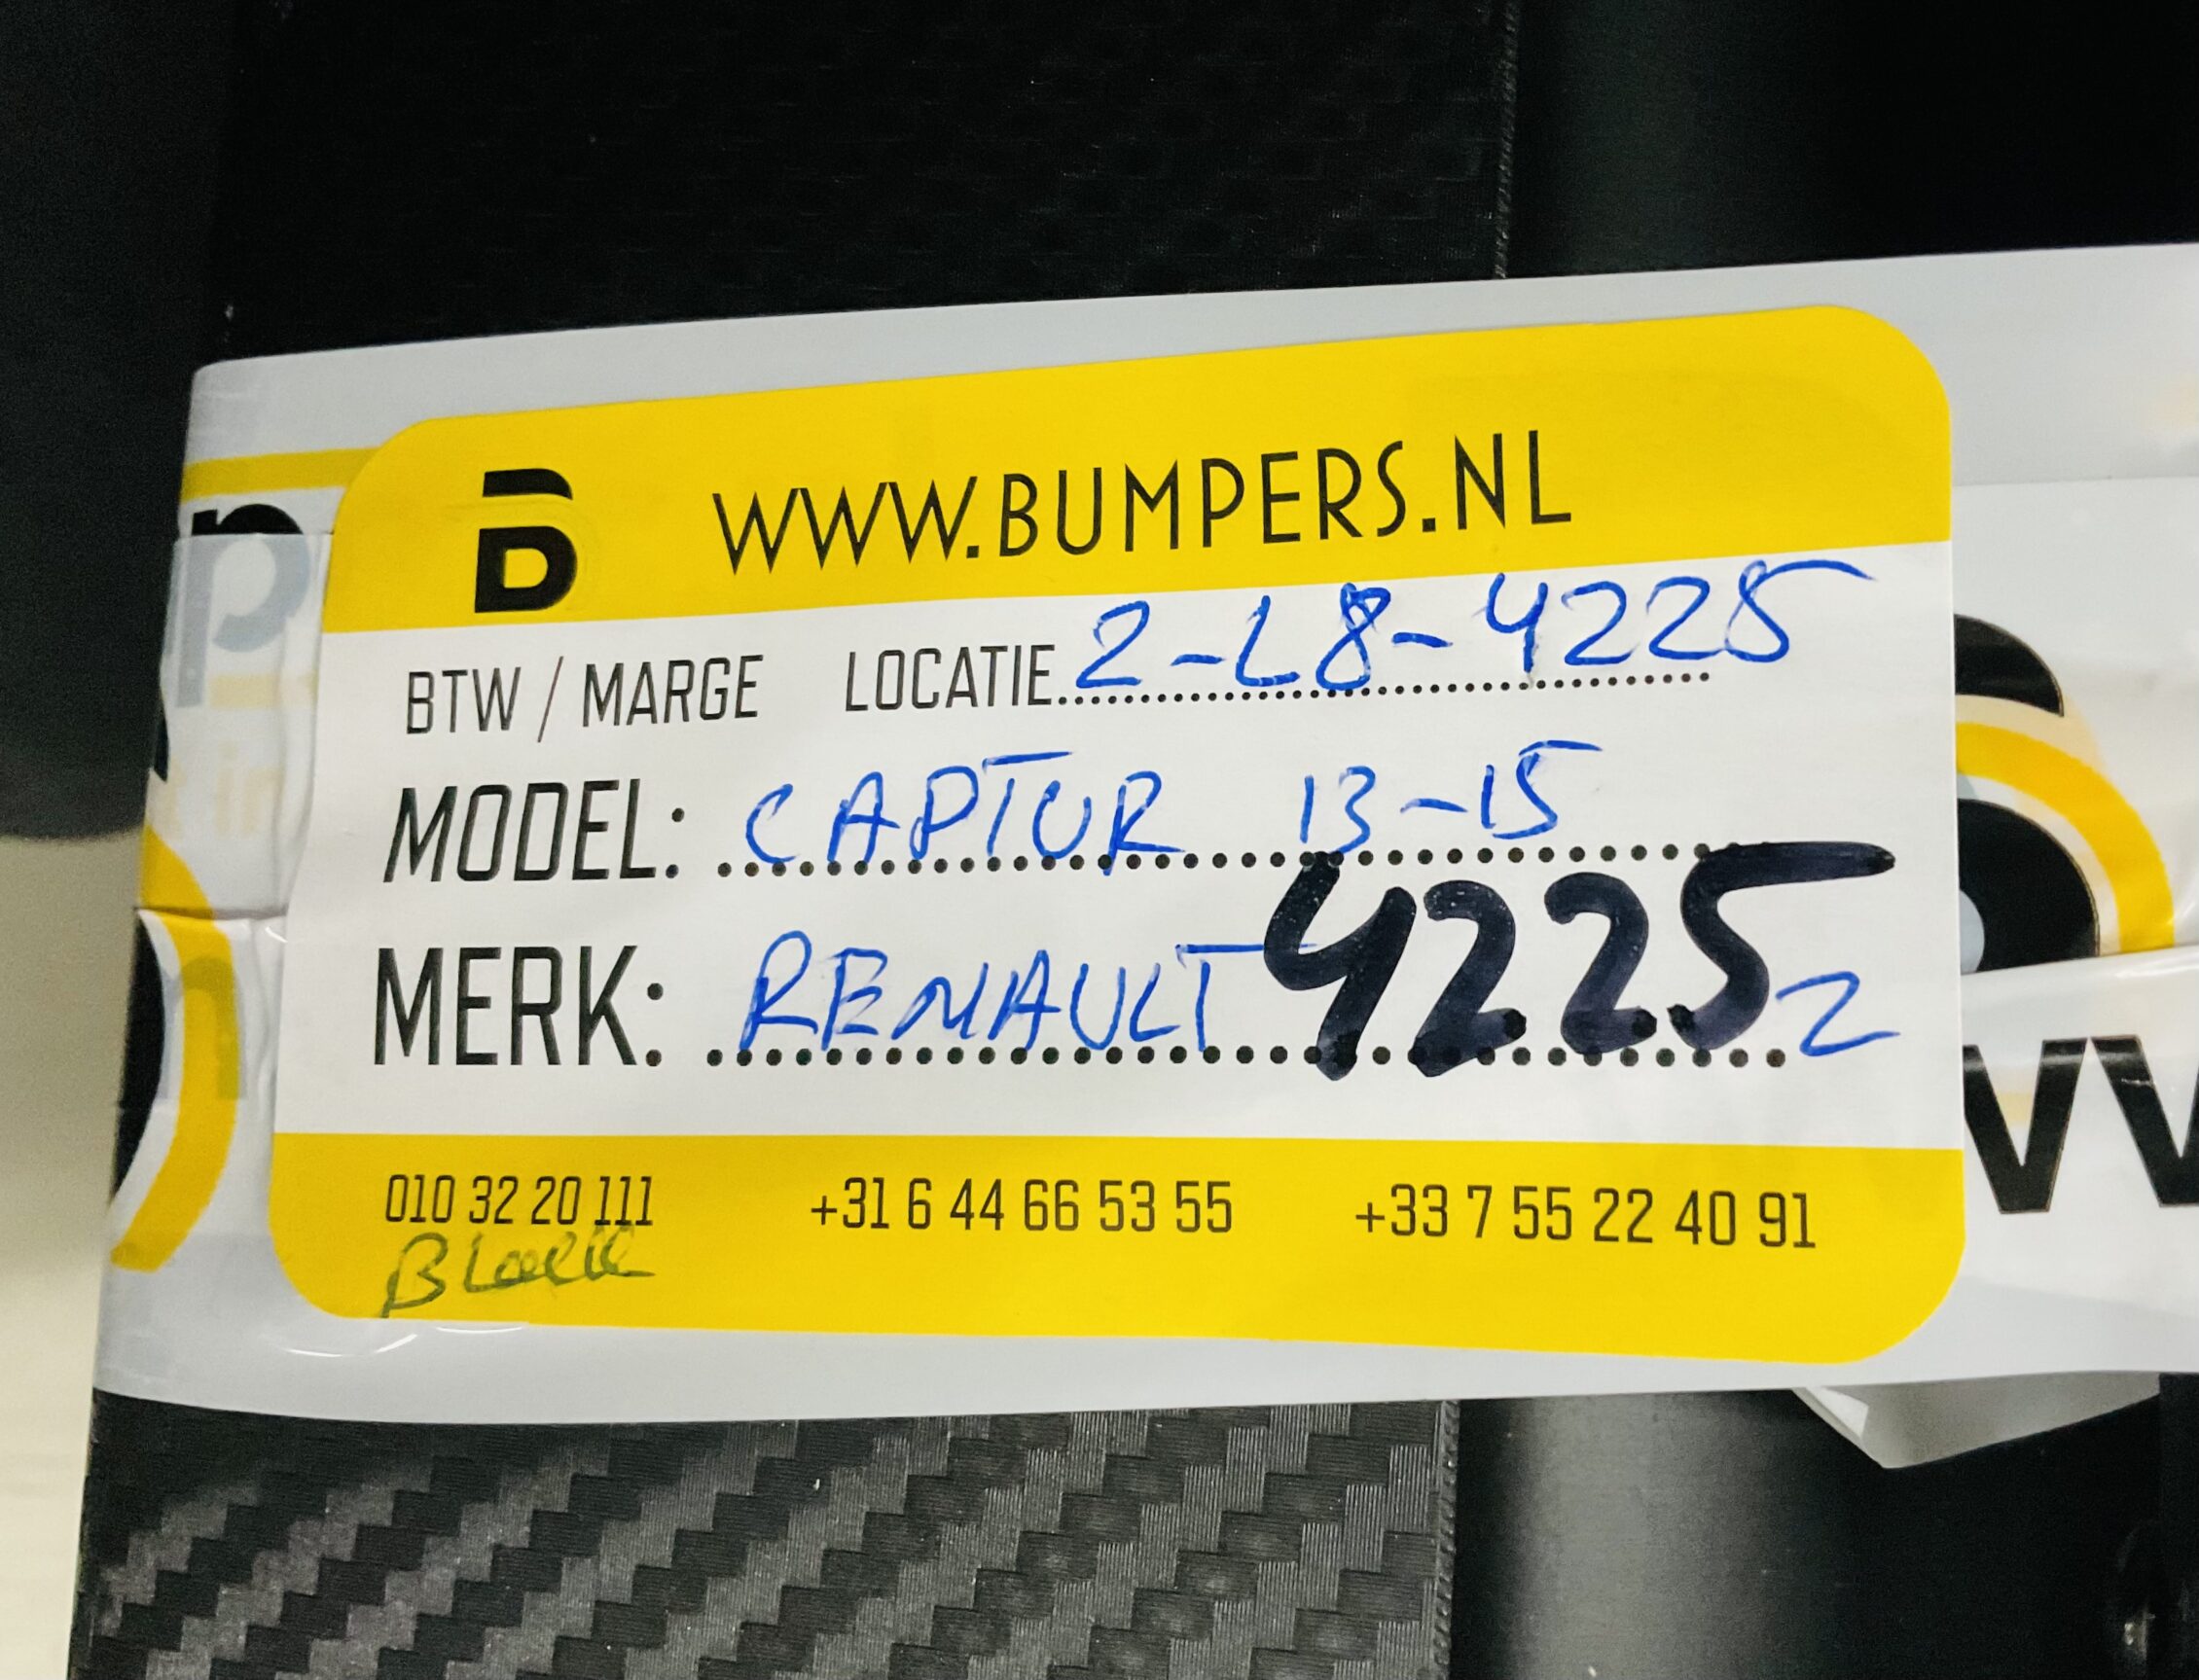 B WWW.BUMPERS.NL
BTW / MARGE LOCATIE 2-L8-4225
MODEL: CAPTUR 13-15
MERK: RENAULT 4225 2
010 32 20 111 +31 6 44 66 53 55 +33 7 55 22 40 91